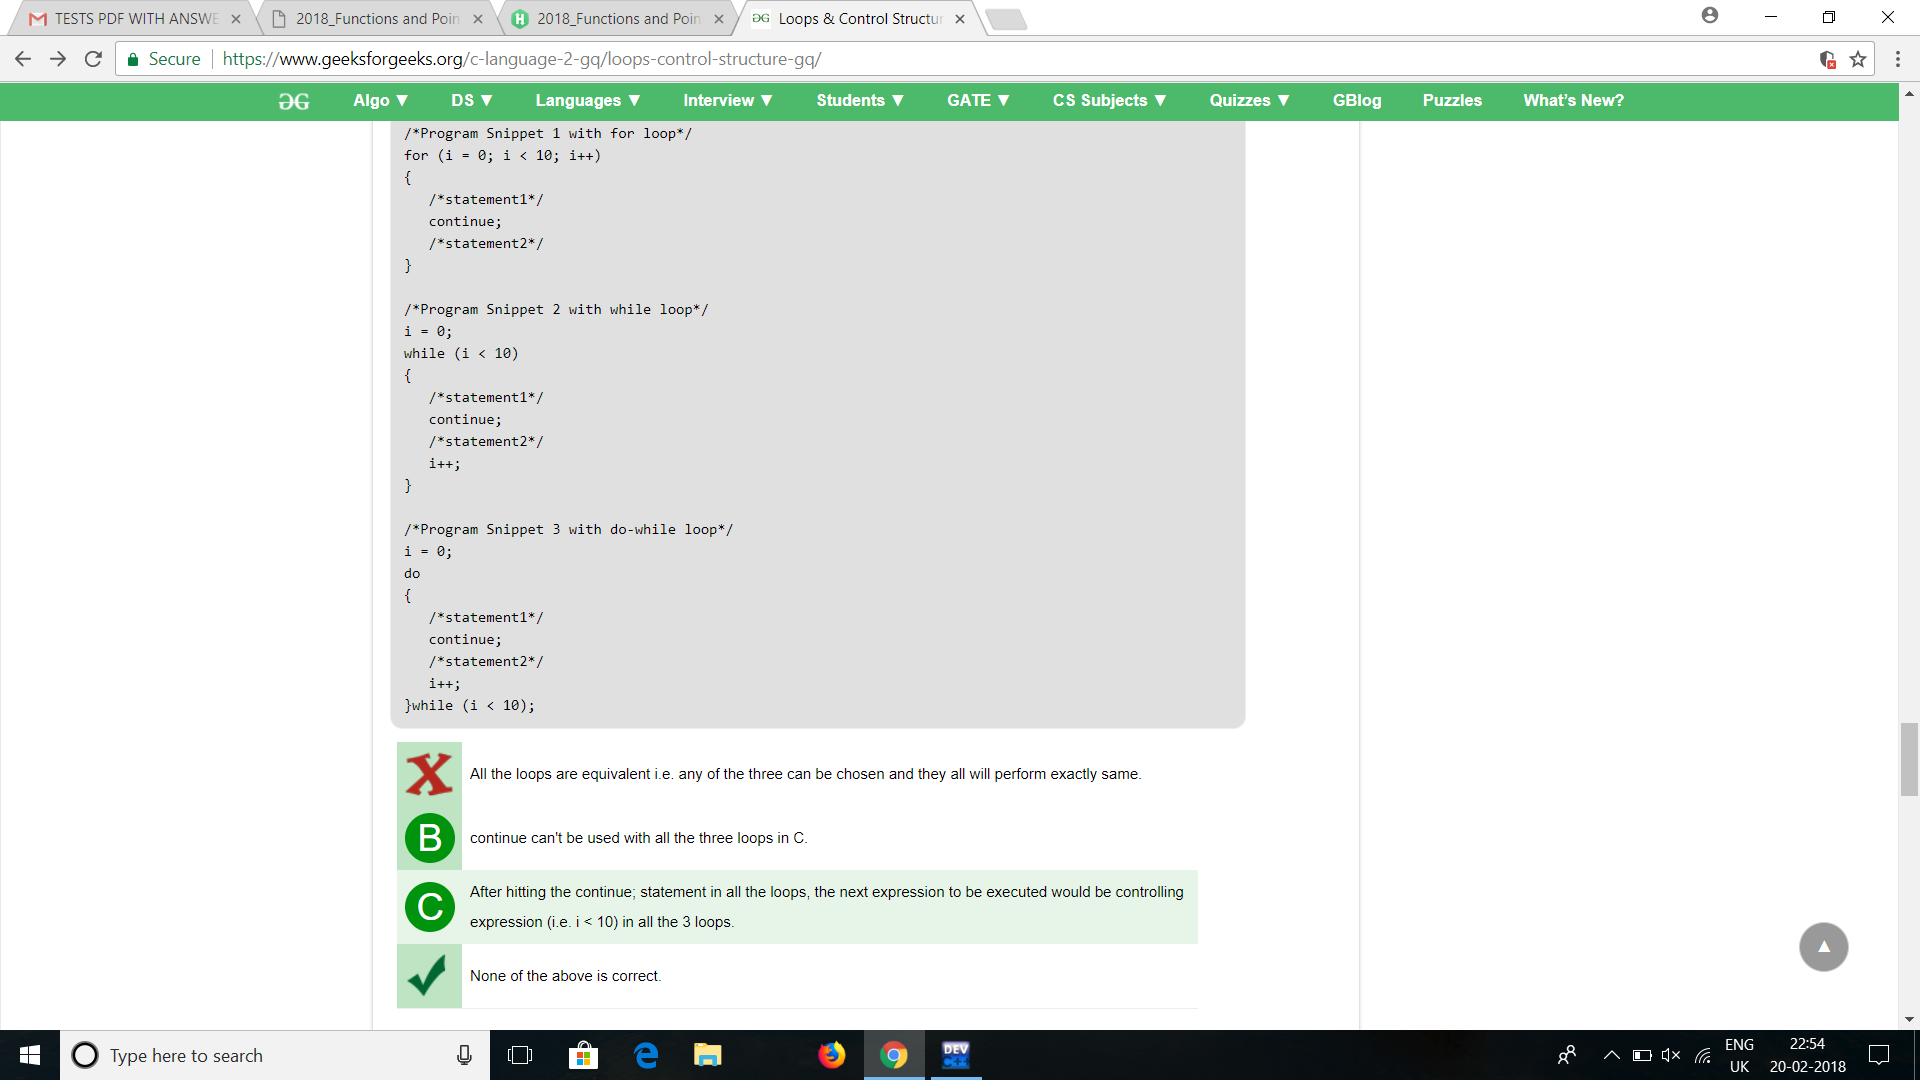 TESTS PDF WITH ANSWE
2018_Functions and Poin
2018_Functions and Poin
Loops & Control Structur
Secure
https://www.geeksforgeeks.org/c-language-2-gq/loops-control-structure-gq/
Algo ▼ DS ▼ Languages ▼ Interview ▼ Students ▼ GATE ▼ CS Subjects ▼ Quizzes ▼ GBlog Puzzles What's New?
/*Program Snippet 1 with for loop*/
for (i = 0; i < 10; i++)
{
/*statement1*/
continue;
/*statement2*/
}
/*Program Snippet 2 with while loop*/
i = 0;
while (i < 10)
{
/*statement1*/
continue;
/*statement2*/
i++;
}
/*Program Snippet 3 with do-while loop*/
i = 0;
do
{
/*statement1*/
continue;
/*statement2*/
i++;
}while (i < 10);
All the loops are equivalent i.e. any of the three can be chosen and they all will perform exactly same.
B continue can't be used with all the three loops in C.
C After hitting the continue; statement in all the loops, the next expression to be executed would be controlling
expression (i.e. i < 10) in all the 3 loops.
None of the above is correct.
Type here to search
DEV
C++
ENG
UK
22:54
20-02-2018